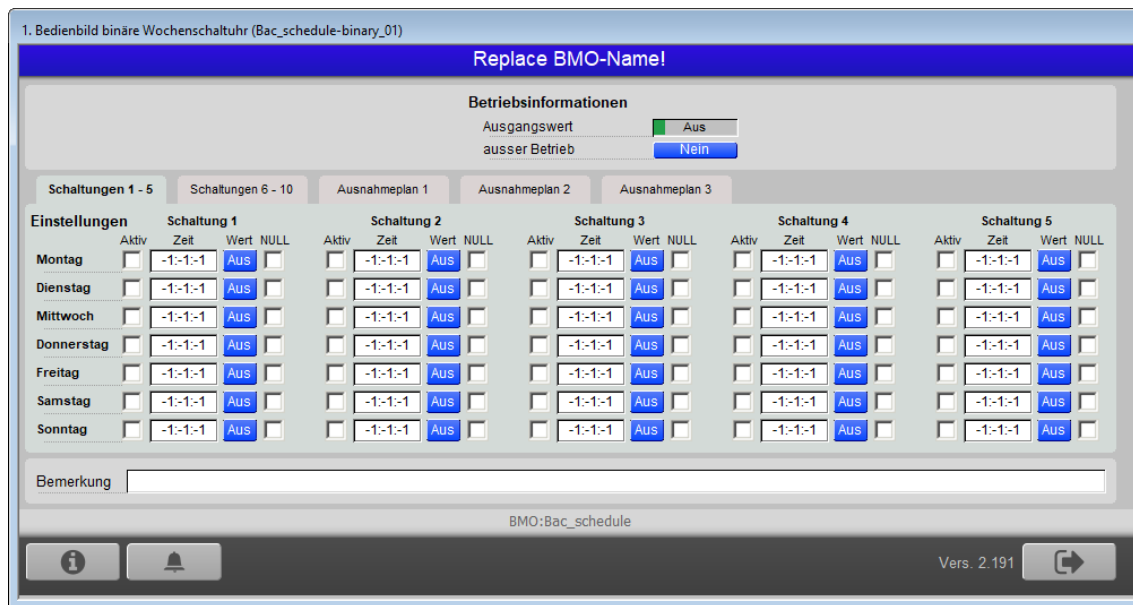 1. Bedienbild binäre Wochenschaltuhr (Bac_schedule-binary_01)
Replace BMO-Name!
Betriebsinformationen
Ausgangswert Aus
ausser Betrieb Nein
Schaltungen 1 - 5 Schaltungen 6 - 10 Ausnahmeplan 1 Ausnahmeplan 2 Ausnahmeplan 3
Einstellungen Schaltung 1 Schaltung 2 Schaltung 3 Schaltung 4 Schaltung 5
Aktiv Zeit Wert NULL Aktiv Zeit Wert NULL Aktiv Zeit Wert NULL Aktiv Zeit Wert NULL Aktiv Zeit Wert NULL
Montag -1:-1:-1 Aus -1:-1:-1 Aus -1:-1:-1 Aus -1:-1:-1 Aus -1:-1:-1 Aus
Dienstag -1:-1:-1 Aus -1:-1:-1 Aus -1:-1:-1 Aus -1:-1:-1 Aus -1:-1:-1 Aus
Mittwoch -1:-1:-1 Aus -1:-1:-1 Aus -1:-1:-1 Aus -1:-1:-1 Aus -1:-1:-1 Aus
Donnerstag -1:-1:-1 Aus -1:-1:-1 Aus -1:-1:-1 Aus -1:-1:-1 Aus -1:-1:-1 Aus
Freitag -1:-1:-1 Aus -1:-1:-1 Aus -1:-1:-1 Aus -1:-1:-1 Aus -1:-1:-1 Aus
Samstag -1:-1:-1 Aus -1:-1:-1 Aus -1:-1:-1 Aus -1:-1:-1 Aus -1:-1:-1 Aus
Sonntag -1:-1:-1 Aus -1:-1:-1 Aus -1:-1:-1 Aus -1:-1:-1 Aus -1:-1:-1 Aus
Bemerkung
BMO:Bac_schedule
Vers. 2.191